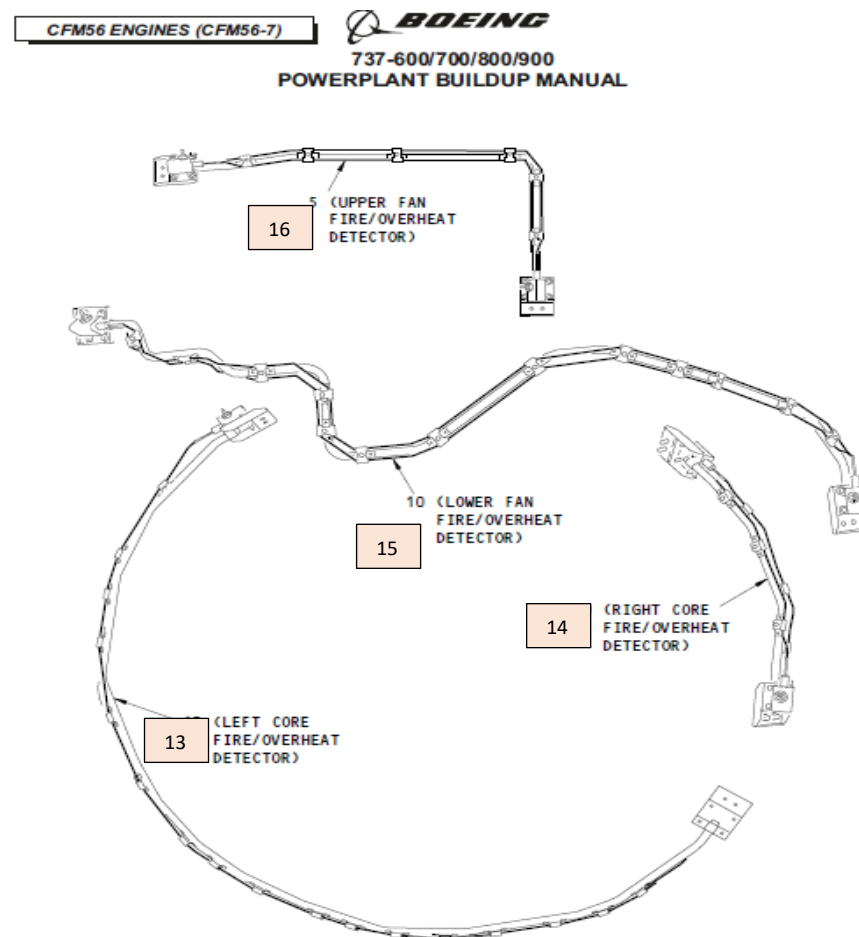 CFM56 ENGINES (CFM56-7)
BOEING
737-600/700/800/900
POWERPLANT BUILDUP MANUAL
5 (UPPER FAN
FIRE/OVERHEAT
DETECTOR)
16
10 (LOWER FAN
FIRE/OVERHEAT
DETECTOR)
15
(RIGHT CORE
FIRE/OVERHEAT
DETECTOR)
14
(LEFT CORE
FIRE/OVERHEAT
DETECTOR)
13